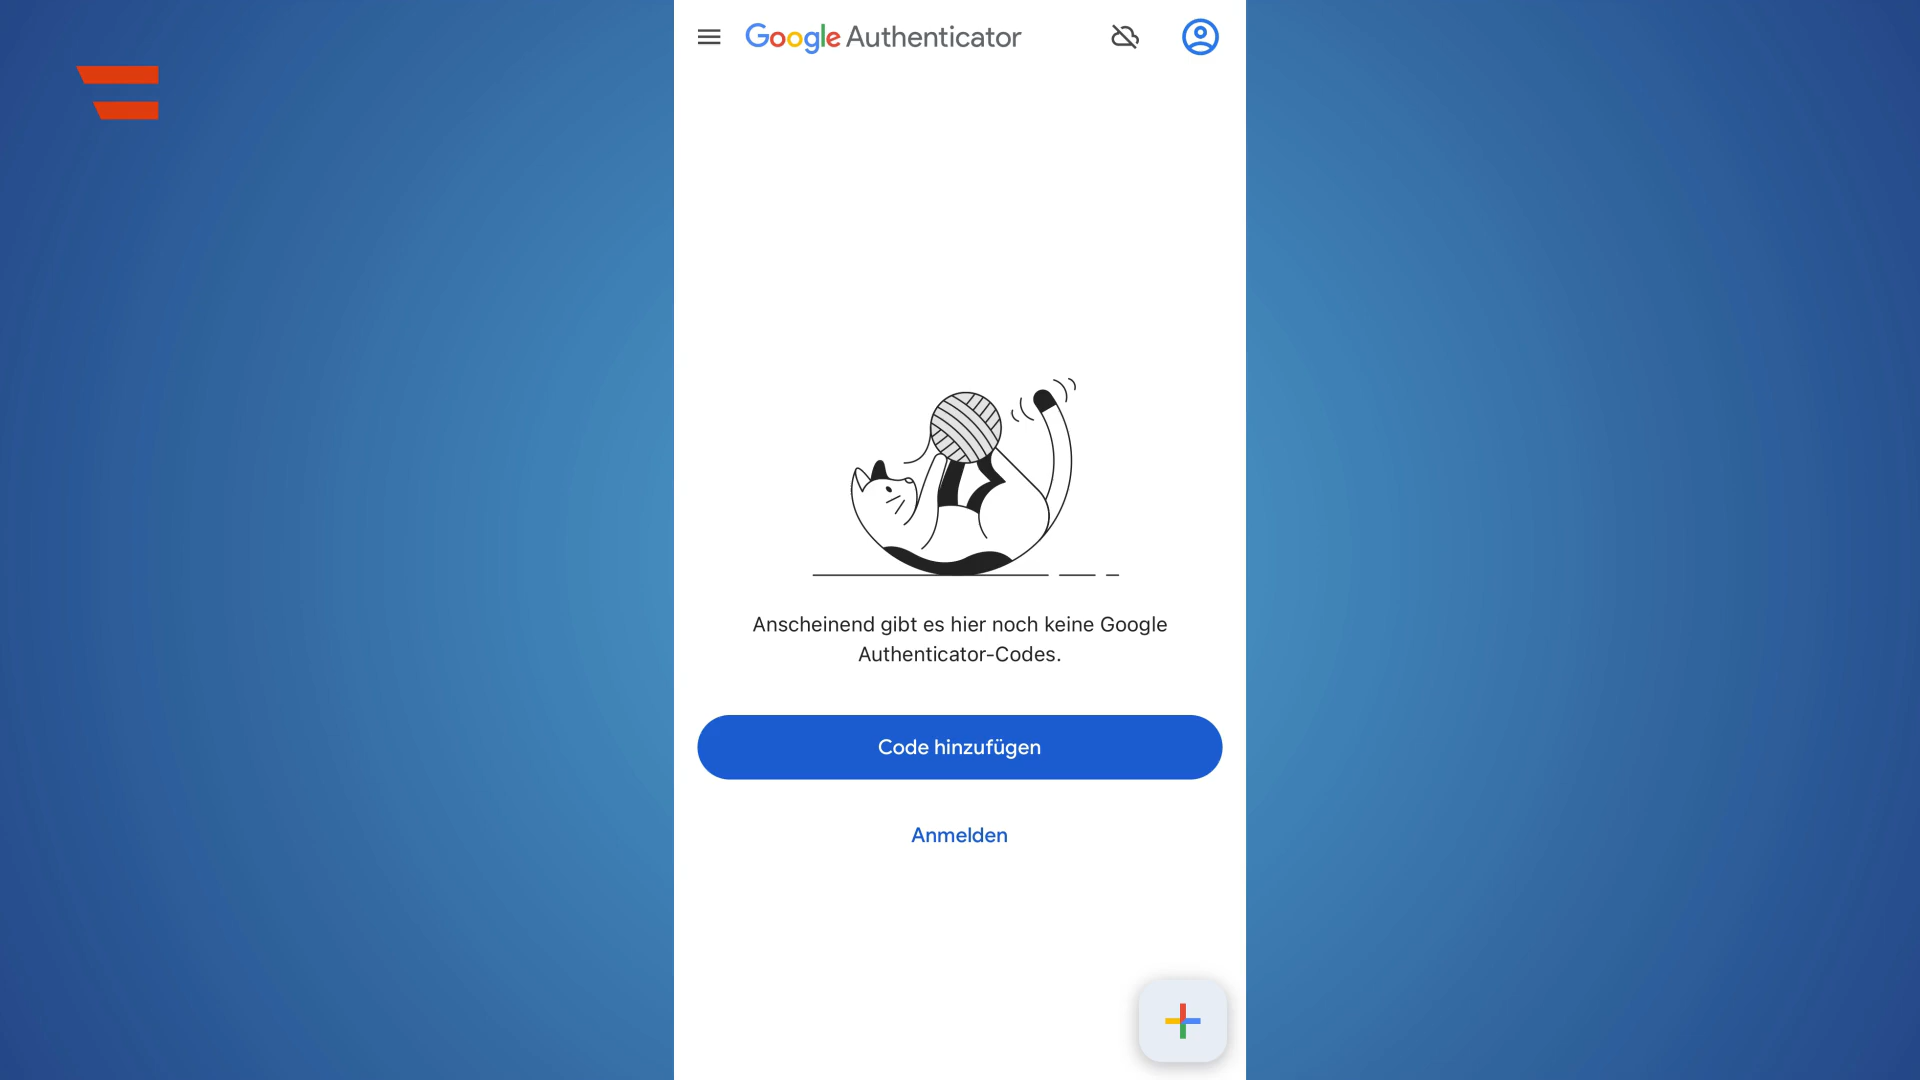 Google Authenticator
Anscheinend gibt es hier noch keine Google
Authenticator-Codes.
Code hinzufügen
Anmelden